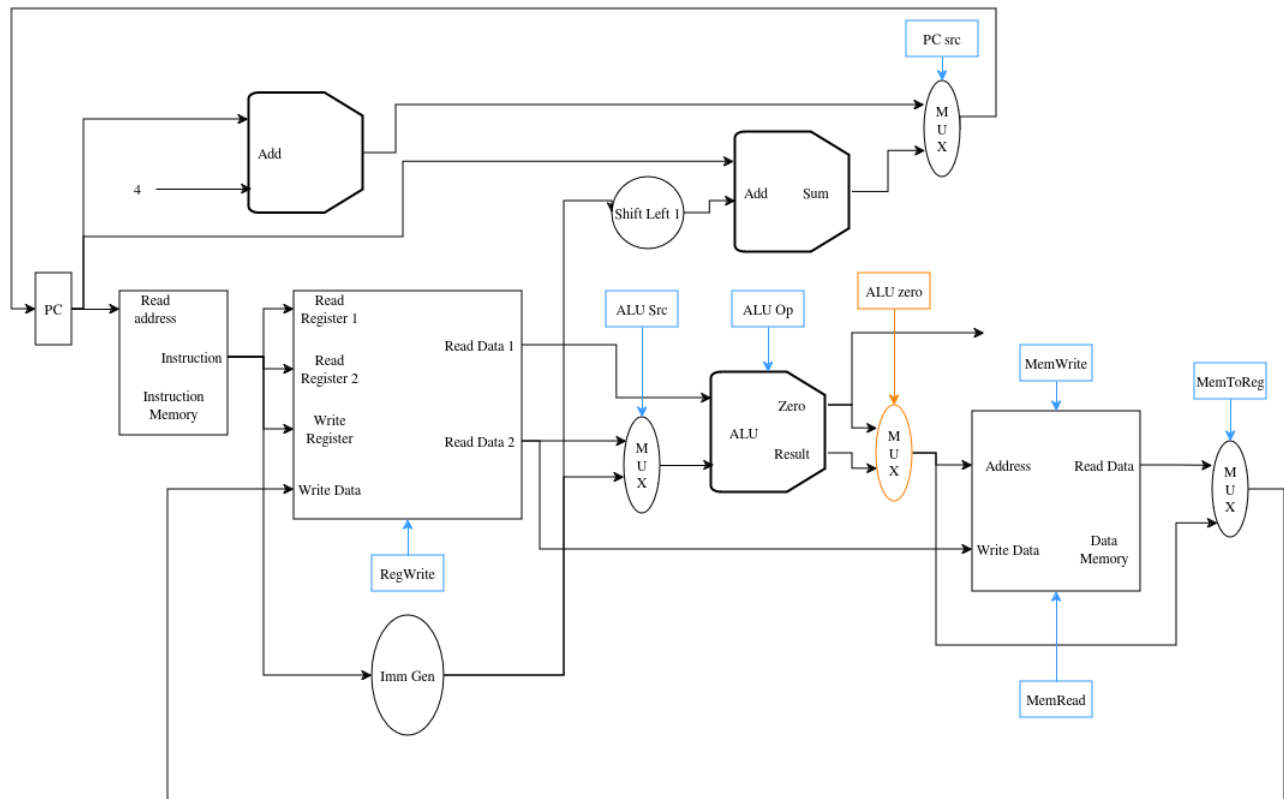 PC src
M
U
X
Add
4
Add
Sum
Shift Left 1
PC
Read
address
Instruction
Instruction
Memory
Read
Register 1
Read
Register 2
Write
Register
Write Data
Read Data 1
Read Data 2
RegWrite
Imm Gen
ALU Src
M
U
X
ALU Op
ALU
Zero
Result
ALU zero
M
U
X
MemWrite
Address
Read Data
Write Data
Data
Memory
MemRead
MemToReg
M
U
X